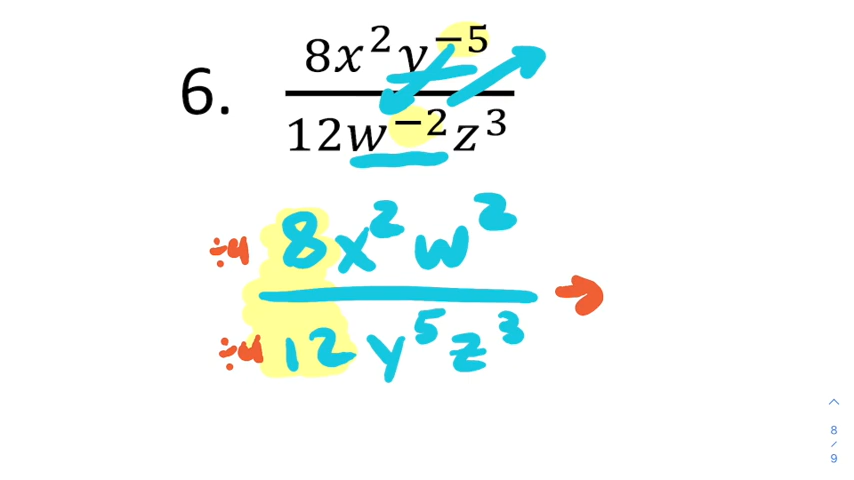 6. 8x²y⁻⁵
12w⁻²z³
÷4 8x²w²
÷4 12y⁵z³
8
/
9